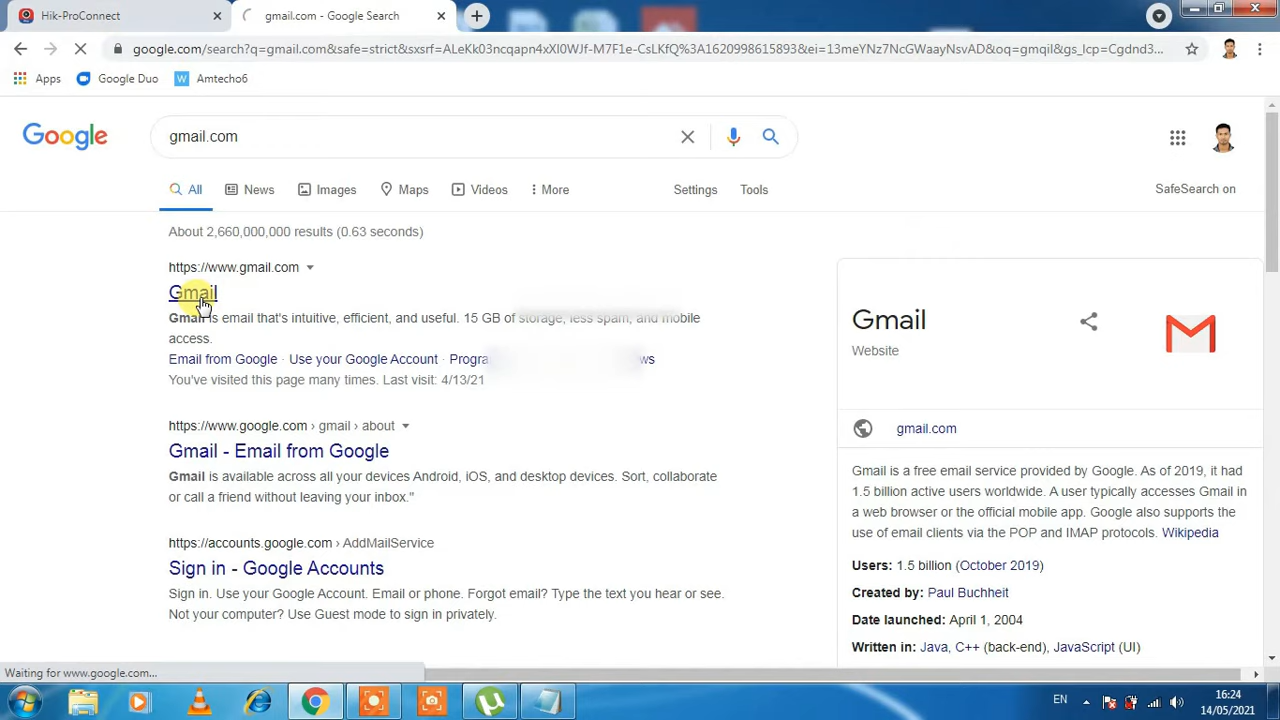 Hik-ProConnect
gmail.com - Google Search
google.com/search?q=gmail.com&safe=strict&sxsrf=ALeKk03ncqapn4xXl0WJf-M7F1e-CsLKfQ%3A1620998615893&ei=13meYNz7NcGWaayNsvAD&oq=gmqil&gs_lcp=Cgdnd3...
Apps
Google Duo
Amtecho6
Google
gmail.com
All
News
Images
Maps
Videos
More
Settings
Tools
SafeSearch on
About 2,660,000,000 results (0.63 seconds)
https://www.gmail.com
Gmail
Gmail is email that's intuitive, efficient, and useful. 15 GB of storage, less spam, and mobile
access.
Email from Google · Use your Google Account ·
You've visited this page many times. Last visit: 4/13/21
https://www.google.com › gmail › about
Gmail - Email from Google
Gmail is available across all your devices Android, iOS, and desktop devices. Sort, collaborate
or call a friend without leaving your inbox."
https://accounts.google.com › AddMailService
Sign in - Google Accounts
Sign in. Use your Google Account. Email or phone. Forgot email? Type the text you hear or see.
Not your computer? Use Guest mode to sign in privately.
Gmail
Website
gmail.com
Gmail is a free email service provided by Google. As of 2019, it had
1.5 billion active users worldwide. A user typically accesses Gmail in
a web browser or the official mobile app. Google also supports the
use of email clients via the POP and IMAP protocols. Wikipedia
Users: 1.5 billion (October 2019)
Created by: Paul Buchheit
Date launched: April 1, 2004
Written in: Java, C++ (back-end), JavaScript (UI)
Waiting for www.google.com...
EN
16:24
14/05/2021